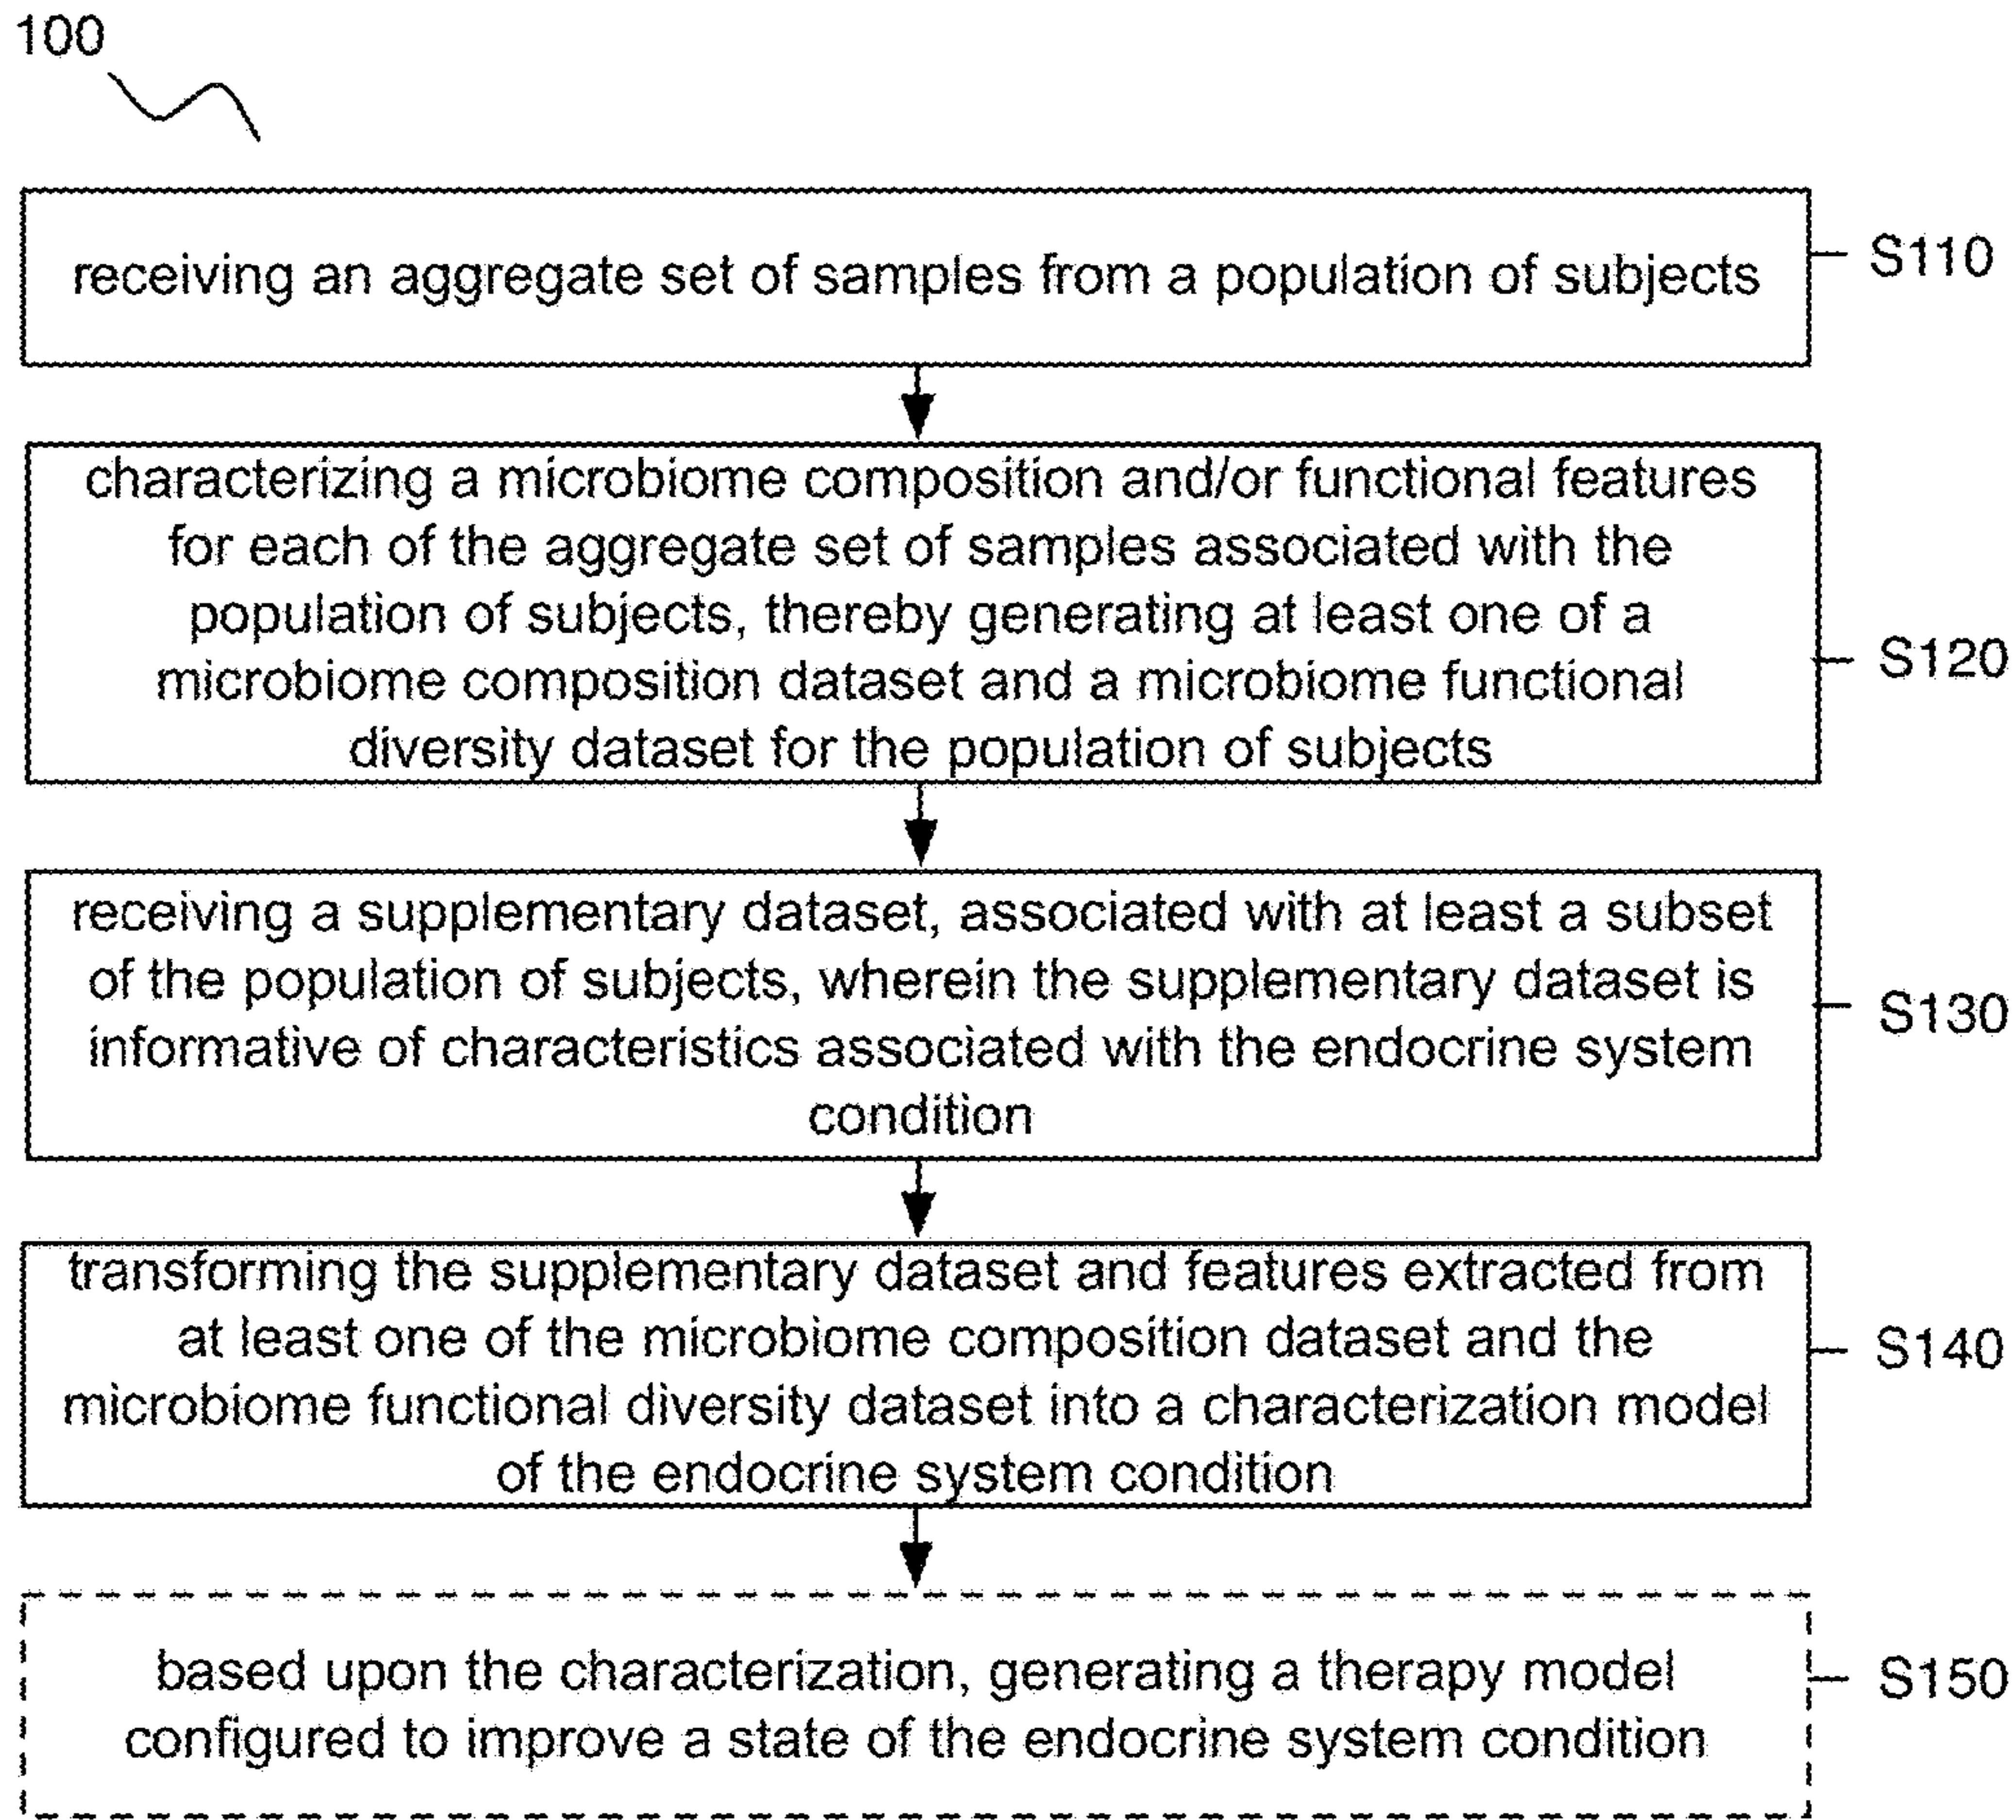 100
receiving an aggregate set of samples from a population of subjects
S110
characterizing a microbiome composition and/or functional features
for each of the aggregate set of samples associated with the
population of subjects, thereby generating at least one of a
microbiome composition dataset and a microbiome functional
diversity dataset for the population of subjects
S120
receiving a supplementary dataset, associated with at least a subset
of the population of subjects, wherein the supplementary dataset is
informative of characteristics associated with the endocrine system
condition
S130
transforming the supplementary dataset and features extracted from
at least one of the microbiome composition dataset and the
microbiome functional diversity dataset into a characterization model
of the endocrine system condition
S140
based upon the characterization, generating a therapy model
configured to improve a state of the endocrine system condition
S150